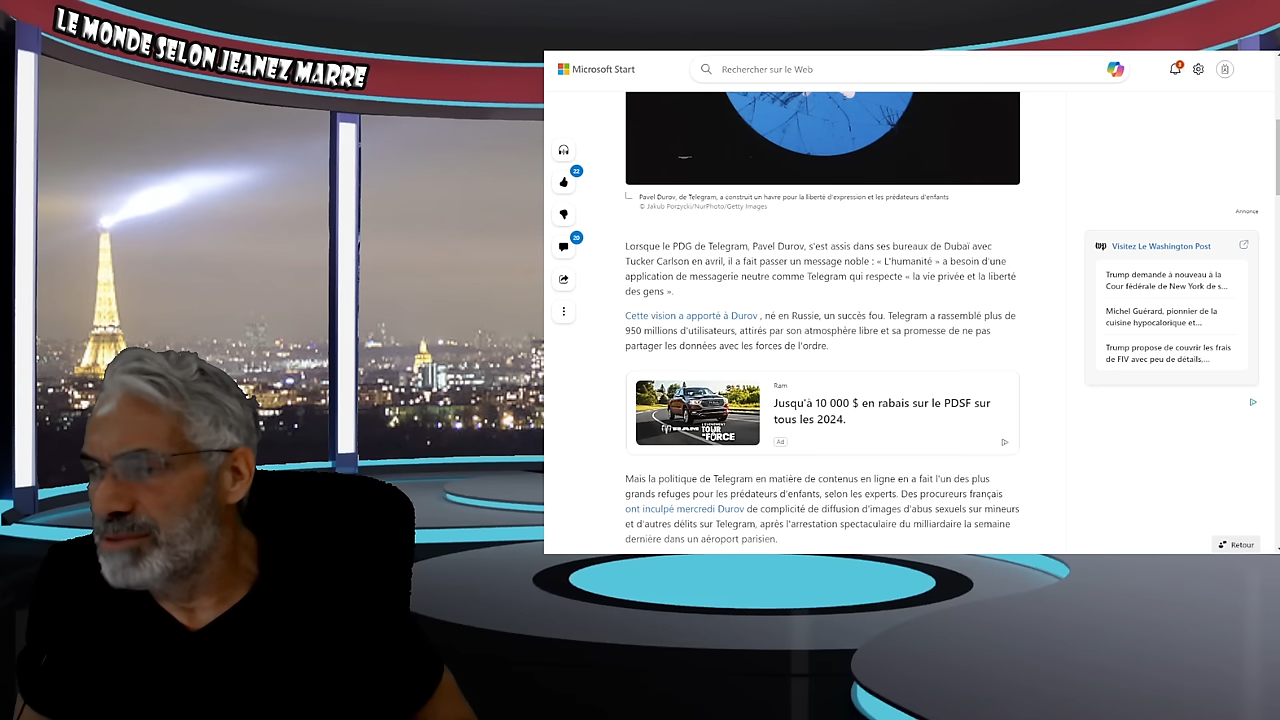 LE MONDE SELON JEANEZ MARRE
Microsoft Start
Rechercher sur le Web
22
20
Pavel Durov, de Telegram, a construit un havre pour la liberté d'expression et les prédateurs d'enfants
© Jakub Porzycki/NurPhoto/Getty Images
Lorsque le PDG de Telegram, Pavel Durov, s'est assis dans ses bureaux de Dubaï avec
Tucker Carlson en avril, il a fait passer un message noble : « L'humanité » a besoin d'une
application de messagerie neutre comme Telegram qui respecte « la vie privée et la liberté
des gens ».
Cette vision a apporté à Durov , né en Russie, un succès fou. Telegram a rassemblé plus de
950 millions d'utilisateurs, attirés par son atmosphère libre et sa promesse de ne pas
partager les données avec les forces de l'ordre.
Ram
Jusqu'à 10 000 $ en rabais sur le PDSF sur
tous les 2024.
Ad
RAM
TOUR
de FORCE
Mais la politique de Telegram en matière de contenus en ligne en a fait l'un des plus
grands refuges pour les prédateurs d'enfants, selon les experts. Des procureurs français
ont inculpé mercredi Durov de complicité de diffusion d'images d'abus sexuels sur mineurs
et d'autres délits sur Telegram, après l'arrestation spectaculaire du milliardaire la semaine
dernière dans un aéroport parisien.
Annonce
wp Visitez Le Washington Post
Trump demande à nouveau à la
Cour fédérale de New York de s...
Michel Guérard, pionnier de la
cuisine hypocalorique et...
Trump propose de couvrir les frais
de FIV avec peu de détails,...
Retour